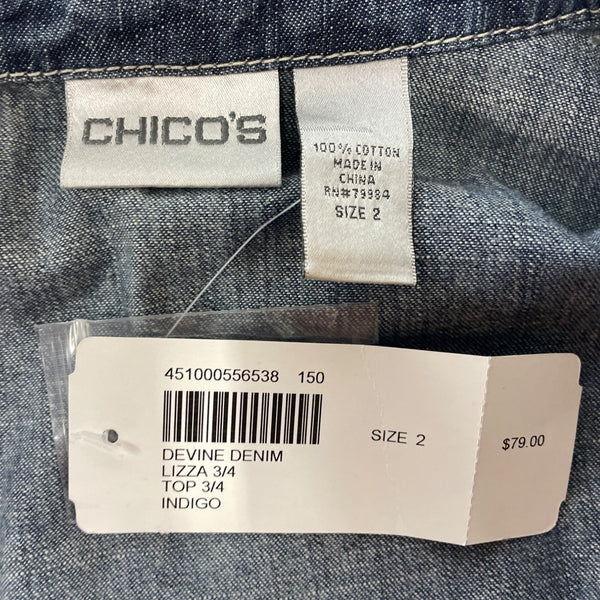 CHICO'S
100% COTTON
MADE IN
CHINA
RN#79984
SIZE 2
451000556538 150
DEVINE DENIM
LIZZA 3/4
TOP 3/4
INDIGO
SIZE 2
$79.00